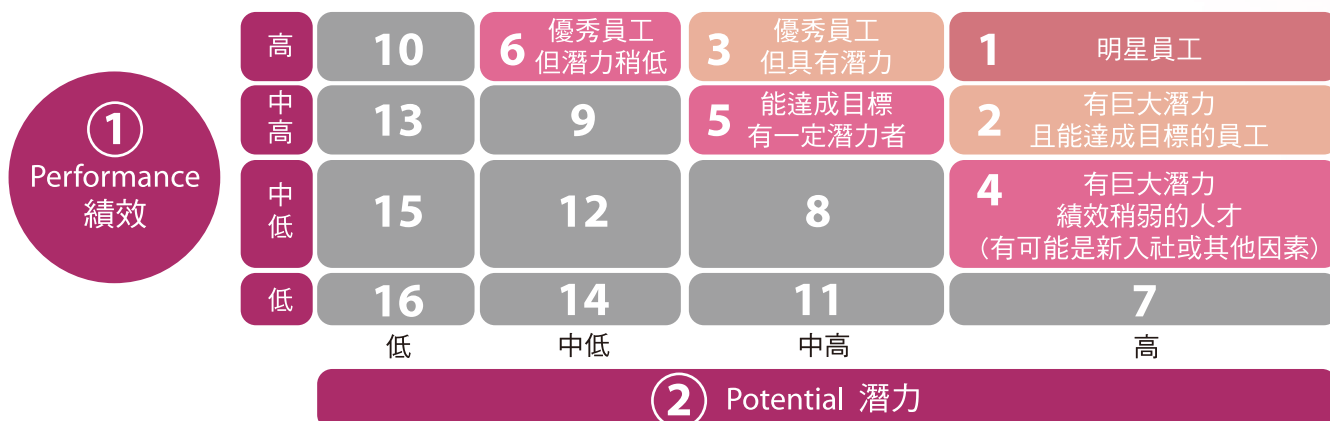 ①
Performance
績效
高
10
6 優秀員工
但潛力稍低
3 優秀員工
但具有潛力
1 明星員工
中
高
13
9
5 能達成目標
有一定潛力者
2 有巨大潛力
且能達成目標的員工
中
低
15
12
8
4 有巨大潛力
績效稍弱的人才
(有可能是新入社或其他因素)
低
16
14
11
7
低
中低
中高
高
② Potential 潛力